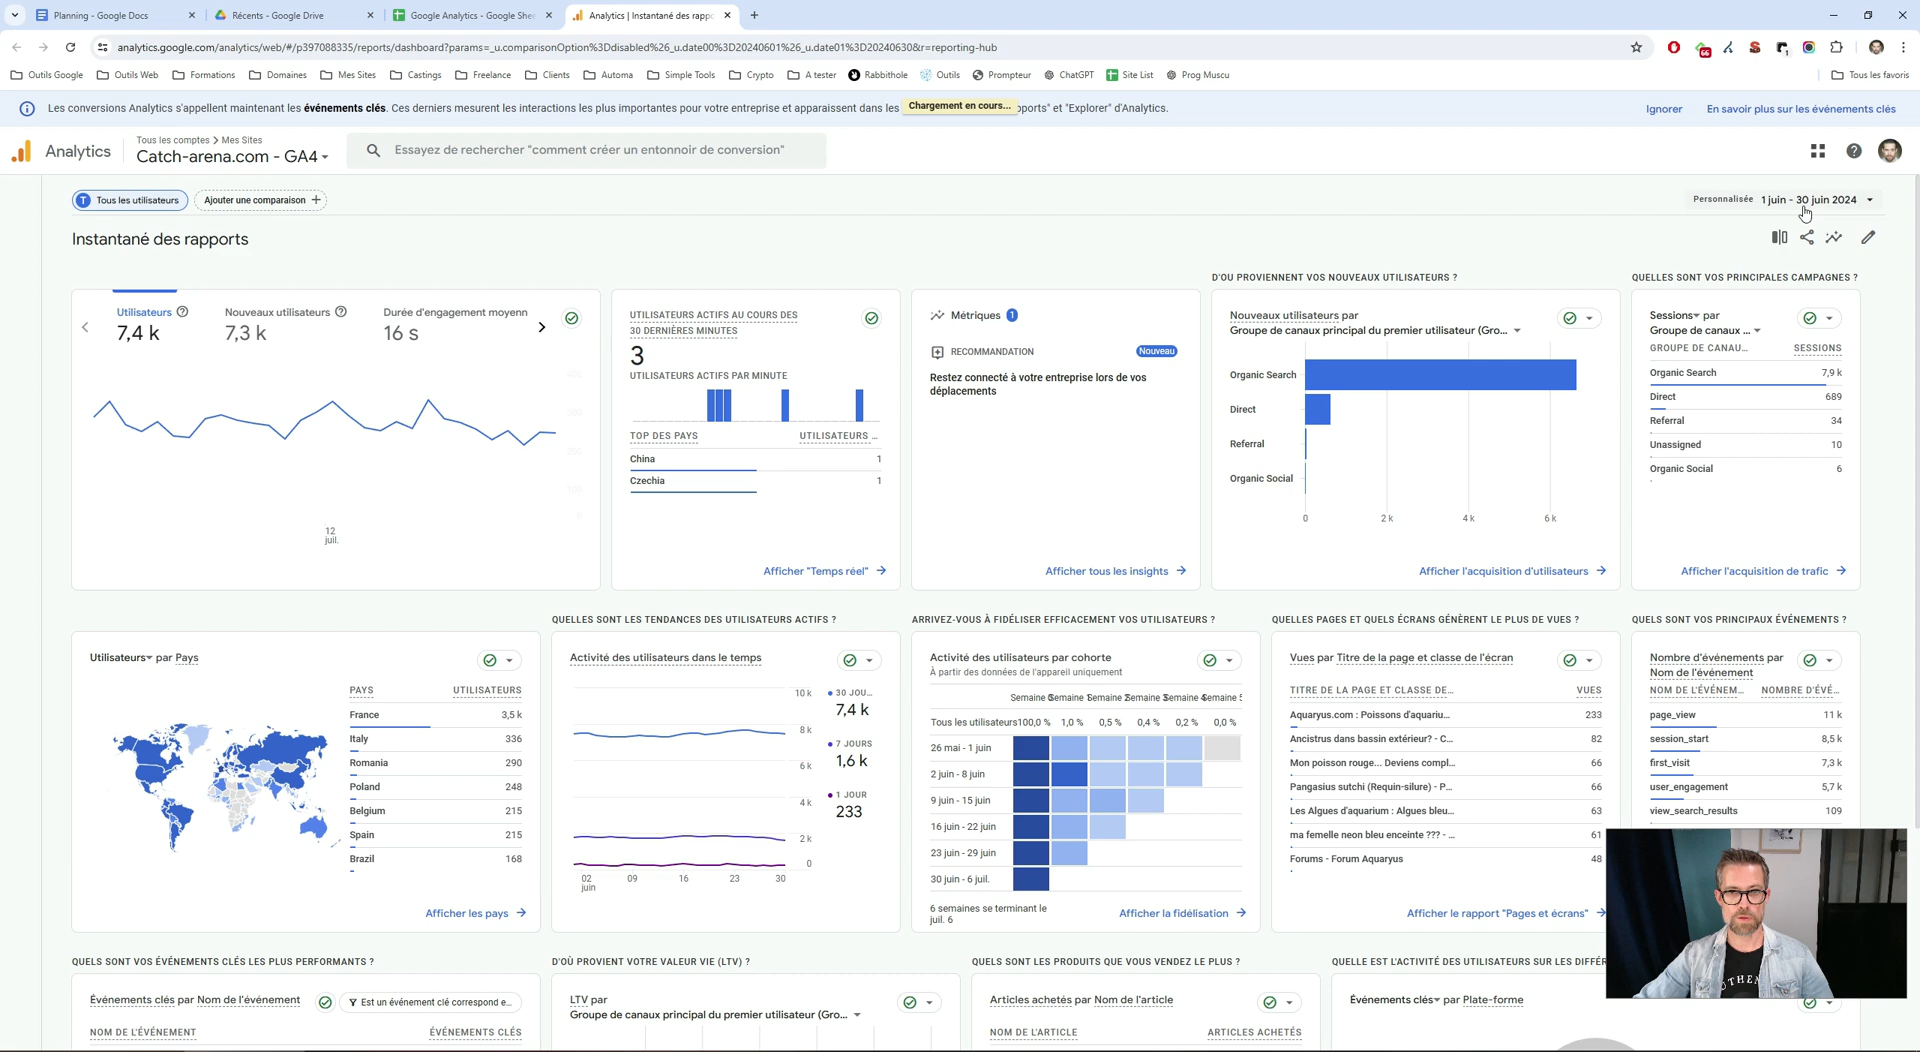 Planning - Google Docs
Récents - Google Drive
Google Analytics - Google She
Analytics | Instantané des rappo
analytics.google.com/analytics/web/#/p397088335/reports/dashboard?params=_u.comparisonOption%3Ddisabled%26_u.date00%3D20240601%26_u.date01%3D20240630&r=reporting-hub
66
Outils Google
Outils Web
Formations
Domaines
Mes Sites
Castings
Freelance
Clients
Automa
Simple Tools
Crypto
A tester
Rabbithole
Outils
Prompteur
ChatGPT
Site List
Prog Muscu
Tous les favoris
Les conversions Analytics s'appellent maintenant les événements clés. Ces derniers mesurent les interactions les plus importantes pour votre entreprise et apparaissent dans les
Chargement en cours...
pports" et "Explorer" d'Analytics.
Ignorer
En savoir plus sur les événements clés
Analytics
Tous les comptes > Mes Sites
Catch-arena.com - GA4
Essayez de rechercher "comment créer un entonnoir de conversion"
T Tous les utilisateurs
Ajouter une comparaison +
Personnalisée 1 juin - 30 juin 2024
Instantané des rapports
Utilisateurs
7,4 k
Nouveaux utilisateurs
7,3 k
Durée d'engagement moyenn
16 s
12
juil.
UTILISATEURS ACTIFS AU COURS DES
30 DERNIÈRES MINUTES
3
UTILISATEURS ACTIFS PAR MINUTE
TOP DES PAYS UTILISATEURS ...
China 1
Czechia 1
Afficher "Temps réel"
Métriques 1
RECOMMANDATION Nouveau
Restez connecté à votre entreprise lors de vos
déplacements
Afficher tous les insights
D'OU PROVIENNENT VOS NOUVEAUX UTILISATEURS ?
Nouveaux utilisateurs par
Groupe de canaux principal du premier utilisateur (Gro...
Organic Search
Direct
Referral
Organic Social
0 2 k 4 k 6 k
Afficher l'acquisition d'utilisateurs
QUELLES SONT VOS PRINCIPALES CAMPAGNES ?
Sessions par
Groupe de canaux ...
GROUPE DE CANAU... SESSIONS
Organic Search 7,9 k
Direct 689
Referral 34
Unassigned 10
Organic Social 6
Afficher l'acquisition de trafic
Utilisateurs par Pays
PAYS UTILISATEURS
France 3,5 k
Italy 336
Romania 290
Poland 248
Belgium 215
Spain 215
Brazil 168
Afficher les pays
QUELLES SONT LES TENDANCES DES UTILISATEURS ACTIFS ?
Activité des utilisateurs dans le temps
10 k
8 k
6 k
4 k
2 k
0
02
juin
09 16 23 30
30 JOU...
7,4 k
7 JOURS
1,6 k
1 JOUR
233
ARRIVEZ-VOUS À FIDÉLISER EFFICACEMENT VOS UTILISATEURS ?
Activité des utilisateurs par cohorte
À partir des données de l'appareil uniquement
Semaine 0 Semaine 1 Semaine 2 Semaine 3 Semaine 4 Semaine 5
Tous les utilisateurs 100,0 % 1,0 % 0,5 % 0,4 % 0,2 % 0,0 %
26 mai - 1 juin
2 juin - 8 juin
9 juin - 15 juin
16 juin - 22 juin
23 juin - 29 juin
30 juin - 6 juil.
6 semaines se terminant le
juil. 6
Afficher la fidélisation
QUELLES PAGES ET QUELS ÉCRANS GÉNÈRENT LE PLUS DE VUES ?
Vues par Titre de la page et classe de l'écran
TITRE DE LA PAGE ET CLASSE DE... VUES
Aquaryus.com : Poissons d'aquariu... 233
Ancistrus dans bassin extérieur? - C... 82
Mon poisson rouge... Deviens compl... 66
Pangasius sutchi (Requin-silure) - P... 66
Les Algues d'aquarium : Algues bleu... 63
ma femelle neon bleu enceinte ??? - ... 61
Forums - Forum Aquaryus 48
Afficher le rapport "Pages et écrans"
QUELS SONT VOS PRINCIPAUX ÉVÉNEMENTS ?
Nombre d'événements par
Nom de l'événement
NOM DE L'ÉVÉNEM... NOMBRE D'ÉVÉ...
page_view 11 k
session_start 8,5 k
first_visit 7,3 k
user_engagement 5,7 k
view_search_results 109
QUELS SONT VOS ÉVÉNEMENTS CLÉS LES PLUS PERFORMANTS ?
Événements clés par Nom de l'événement
Est un événement clé correspond e...
NOM DE L'ÉVÉNEMENT ÉVÉNEMENTS CLÉS
D'OÙ PROVIENT VOTRE VALEUR VIE (LTV) ?
LTV par
Groupe de canaux principal du premier utilisateur (Gro...
QUELS SONT LES PRODUITS QUE VOUS VENDEZ LE PLUS ?
Articles achetés par Nom de l'article
NOM DE L'ARTICLE ARTICLES ACHETÉS
QUELLE EST L'ACTIVITÉ DES UTILISATEURS SUR LES DIFFÉR
Événements clés par Plate-forme